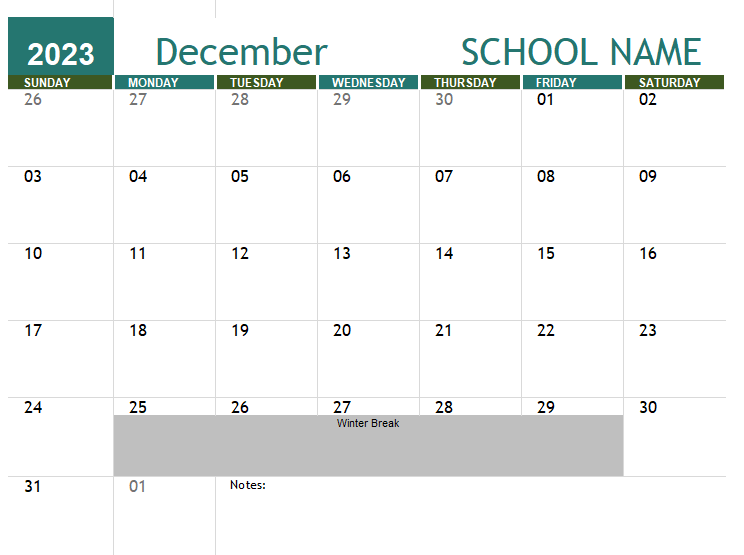 2023 December SCHOOL NAME
SUNDAY MONDAY TUESDAY WEDNESDAY THURSDAY FRIDAY SATURDAY
26 27 28 29 30 01 02
03 04 05 06 07 08 09
10 11 12 13 14 15 16
17 18 19 20 21 22 23
24 25 26 27 28 29 30
Winter Break
31 01 Notes: